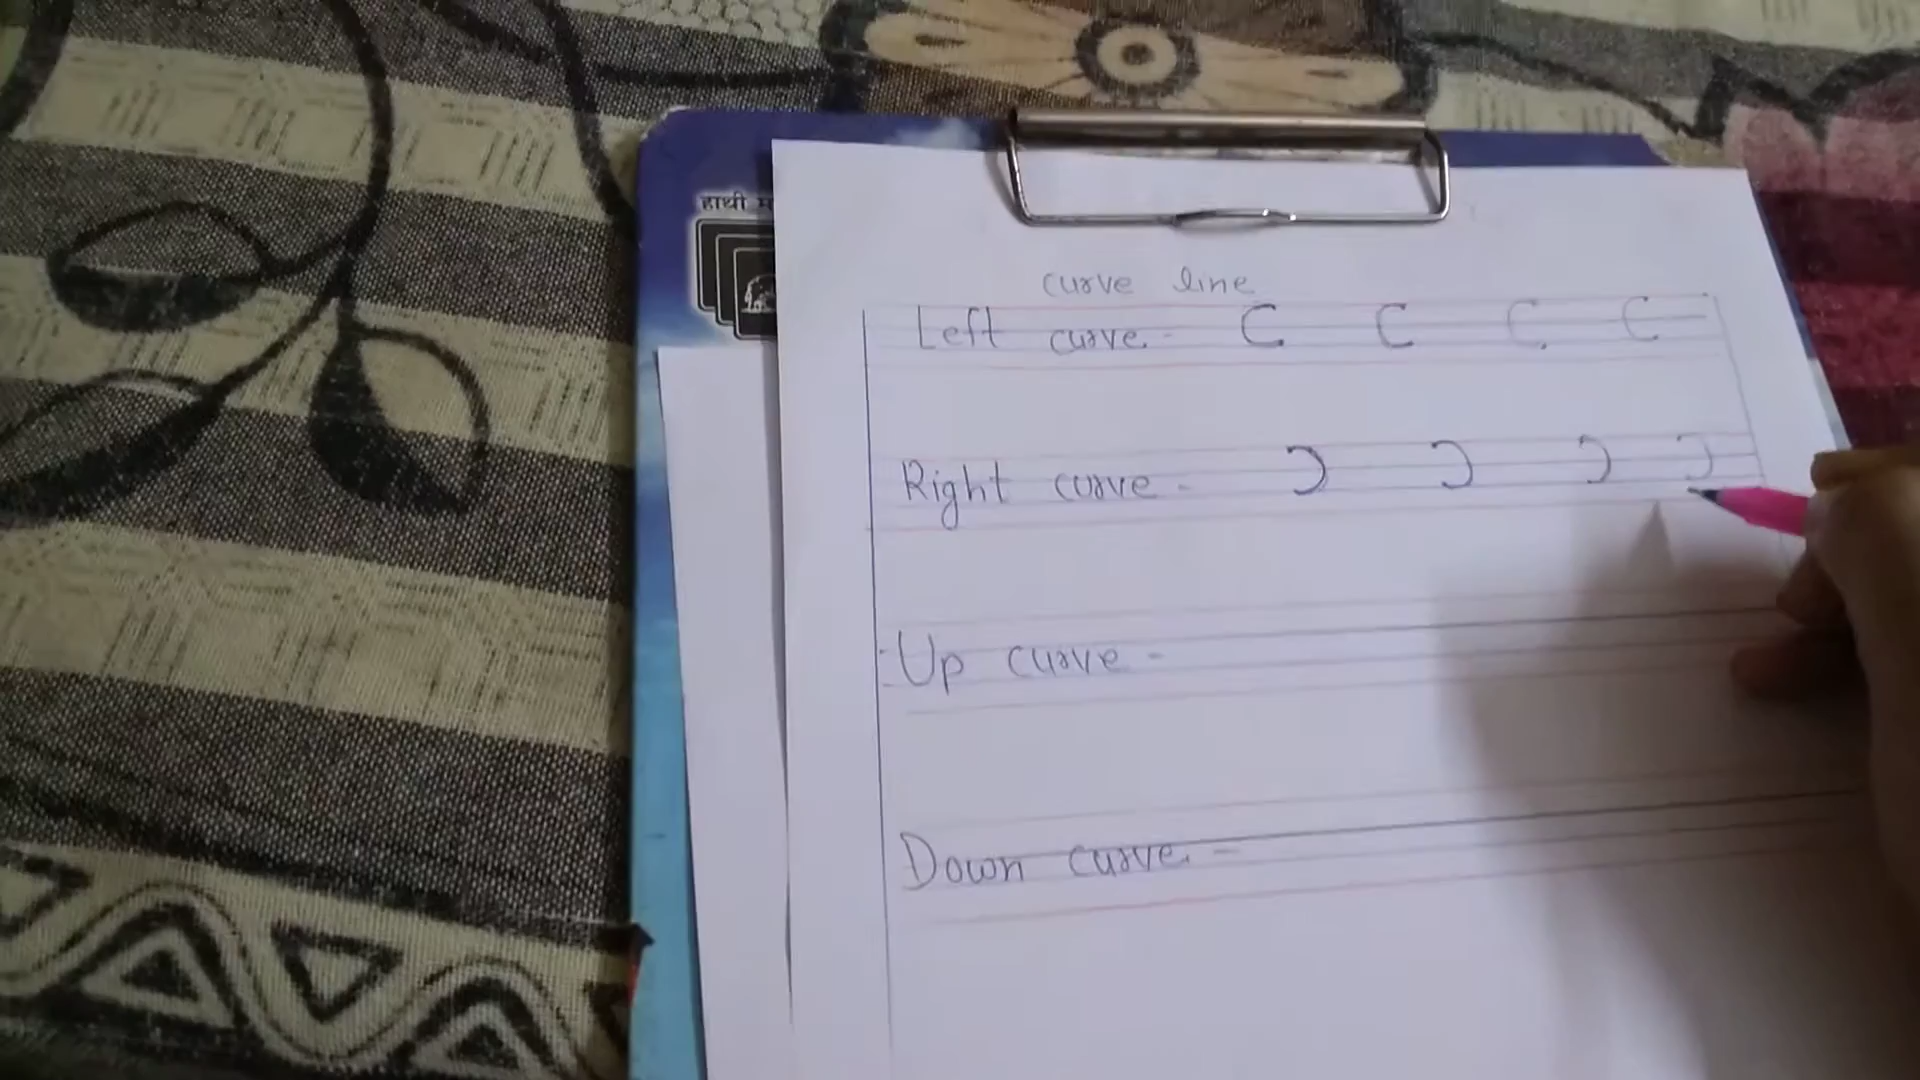 हाथी
curve line
Left curve - C C C C
Right curve -
Up curve -
Down curve. -